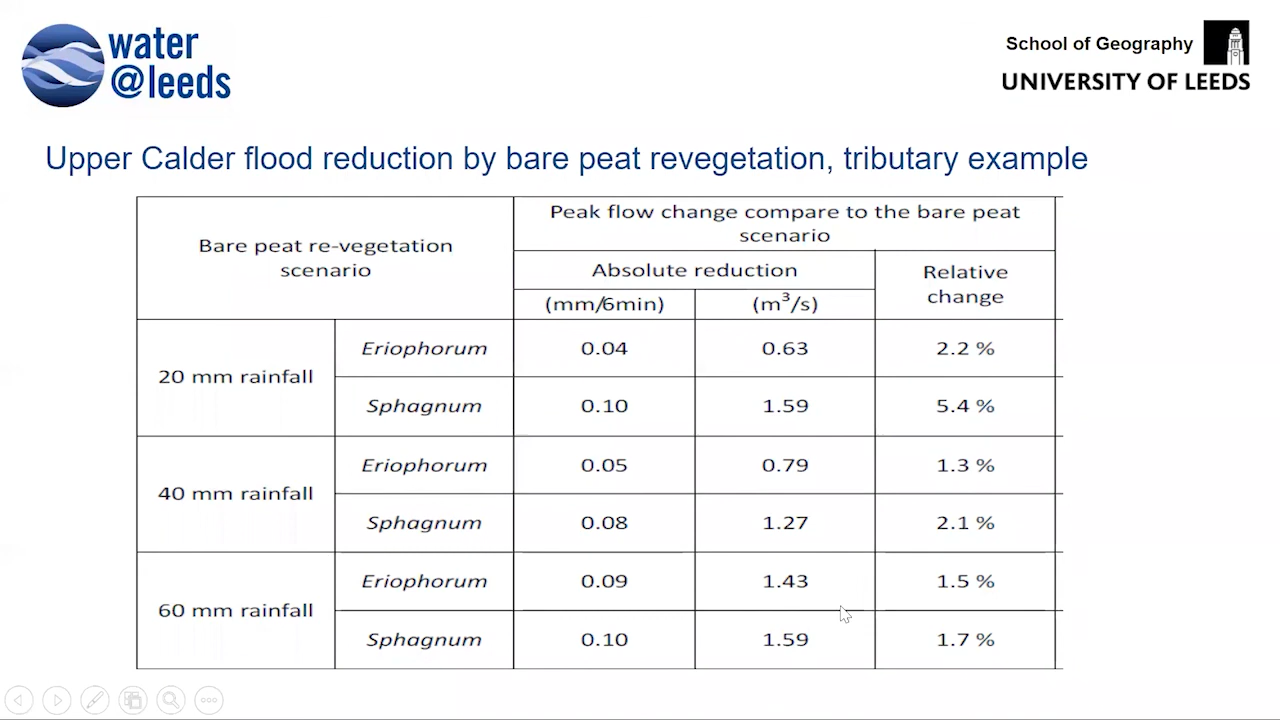 water
@leeds
School of Geography
UNIVERSITY OF LEEDS
Upper Calder flood reduction by bare peat revegetation, tributary example
Bare peat re-vegetation
scenario
Peak flow change compare to the bare peat
scenario
Absolute reduction
Relative
change
(mm/6min)
(m³/s)
20 mm rainfall
Eriophorum
0.04
0.63
2.2 %
Sphagnum
0.10
1.59
5.4 %
40 mm rainfall
Eriophorum
0.05
0.79
1.3 %
Sphagnum
0.08
1.27
2.1 %
60 mm rainfall
Eriophorum
0.09
1.43
1.5 %
Sphagnum
0.10
1.59
1.7 %